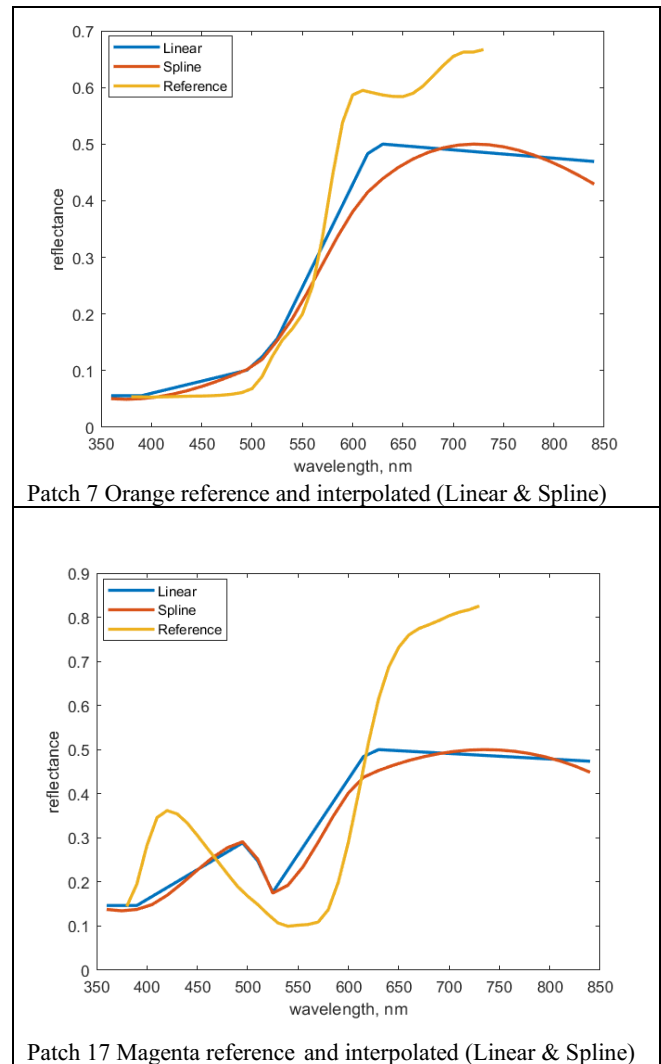 0.7
Linear
Spline
Reference
0.6
0.5
0.4
reflectance
0.3
0.2
0.1
0
350 400 450 500 550 600 650 700 750 800 850
wavelength, nm
Patch 7 Orange reference and interpolated (Linear & Spline)
0.9
Linear
Spline
Reference
0.8
0.7
0.6
0.5
reflectance
0.4
0.3
0.2
0.1
0
350 400 450 500 550 600 650 700 750 800 850
wavelength, nm
Patch 17 Magenta reference and interpolated (Linear & Spline)